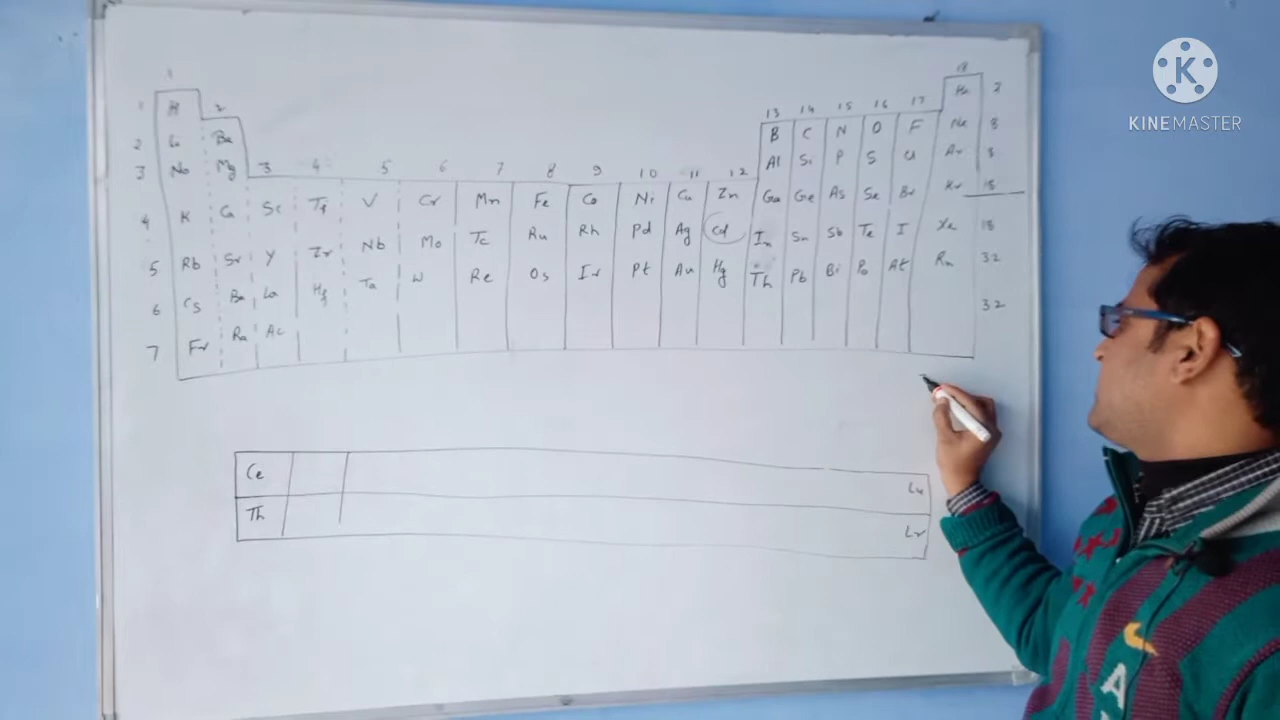 1 18
1 H 2 He 2
2 13 14 15 16 17
2 Be B C N O F Ne 8
3 Na Mg 3 4 5 6 7 8 9 10 11 12 Al Si P S Cl Ar 8
4 K Ca Sc Ti V Cr Mn Fe Co Ni Cu Zn Ga Ge As Se Br Kr 18
5 Rb Sr Y Zr Nb Mo Tc Ru Rh Pd Ag Cd In Sn Sb Te I Xe 18
6 Cs Ba La Hf Ta W Re Os Ir Pt Au Hg Th Pb Bi Po At Rn 32
7 Fr Ra Ac 32
Ce Lu
Th Lr
K
KINEMASTER
A